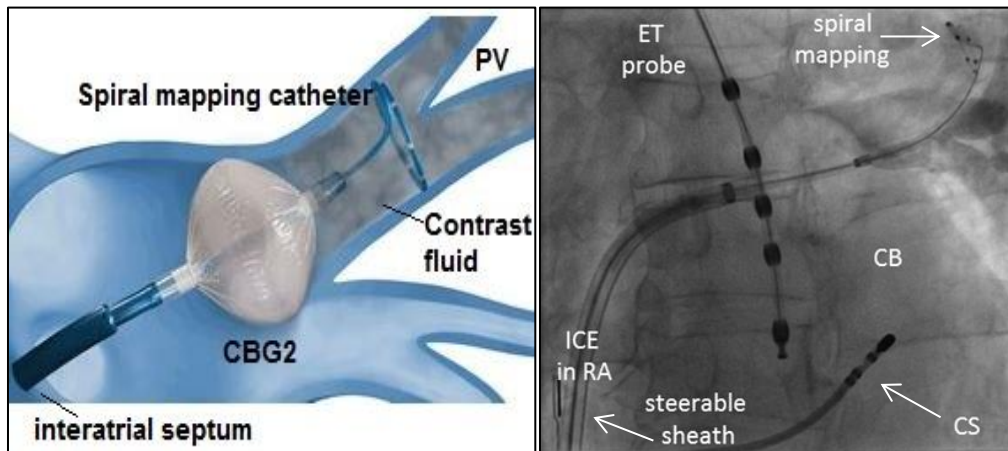 PV
Spiral mapping catheter
Contrast
fluid
CBG2
interatrial septum
ET
probe
spiral
mapping
CB
ICE
in RA
steerable
sheath
CS